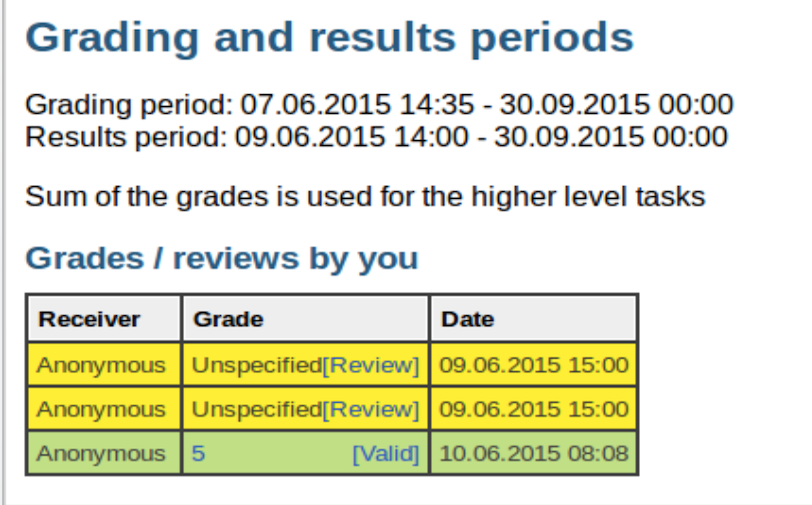 Grading and results periods
Grading period: 07.06.2015 14:35 - 30.09.2015 00:00
Results period: 09.06.2015 14:00 - 30.09.2015 00:00
Sum of the grades is used for the higher level tasks
Grades / reviews by you
Receiver Grade Date
Anonymous Unspecified[Review] 09.06.2015 15:00
Anonymous Unspecified[Review] 09.06.2015 15:00
Anonymous 5 [Valid] 10.06.2015 08:08